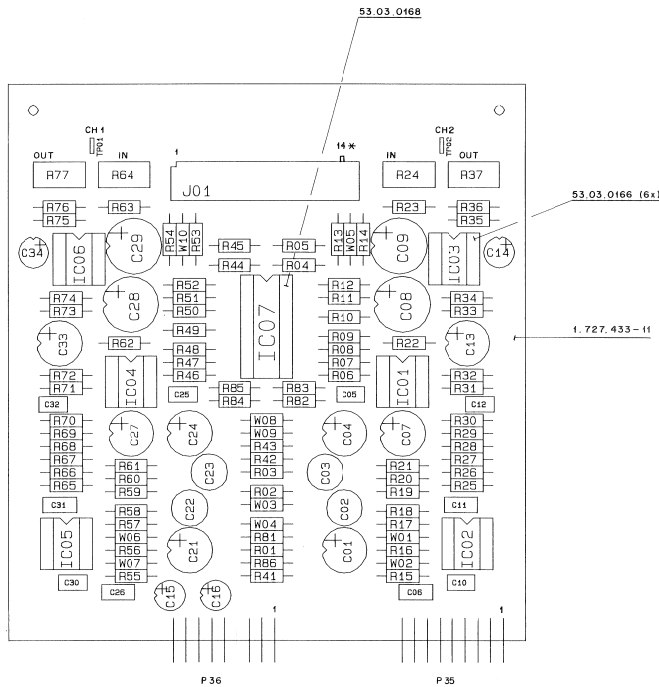 53.03.0168
CH1
TP01
1
14*
CH2
TP02
OUT
IN
IN
OUT
R77
R64
J01
R24
R37
53.03.0166 (6x)
R76
R63
R23
R36
R75
R35
C34
IC06
C29
R54
W10
R53
R45
R05
R13
W05
R14
C09
IC03
C14
R44
R04
R52
R12
R74
R51
R11
R34
R73
C28
R50
IC07
R10
C08
R33
1.727.433-11
C33
R62
R49
R09
R22
C13
R48
R08
R72
IC04
R47
R07
IC01
R32
R71
R46
R06
R31
C32
C25
R85
R83
C05
C12
R84
R82
R70
W08
R30
R69
C27
C24
W09
C04
C07
R29
R68
R43
R28
R67
R42
R27
R66
R61
C23
R03
C03
R21
R26
R65
R60
R20
R25
R59
R02
R19
C31
C22
W03
C02
C11
R58
R18
R57
W04
R17
IC05
W06
C21
R81
C01
W01
IC02
R56
R01
R16
W07
R86
W02
R55
R41
R15
C30
C26
C15
C16
C06
C10
1
1
P36
P35